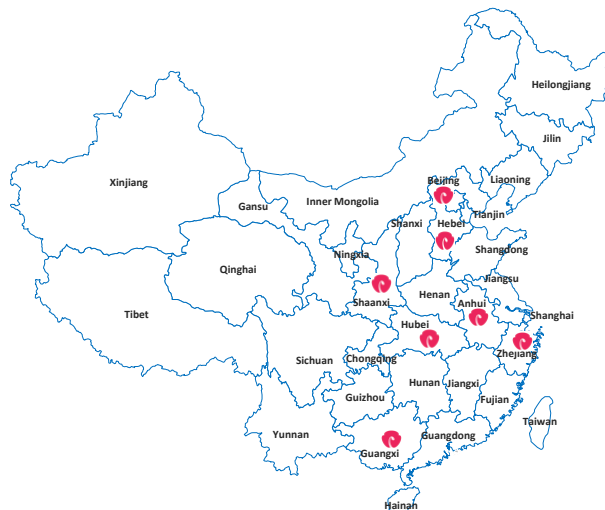 Heilongjiang
Jilin
Liaoning
Beijing
Xinjiang
Inner Mongolia
Gansu
Tianjin
Hebei
Shanxi
Shangdong
Ningxia
Qinghai
Jiangsu
Henan
Anhui
Shaanxi
Shanghai
Tibet
Hubei
Zhejiang
Chongqing
Sichuan
Hunan
Jiangxi
Guizhou
Fujian
Taiwan
Yunnan
Guangdong
Guangxi
Hainan